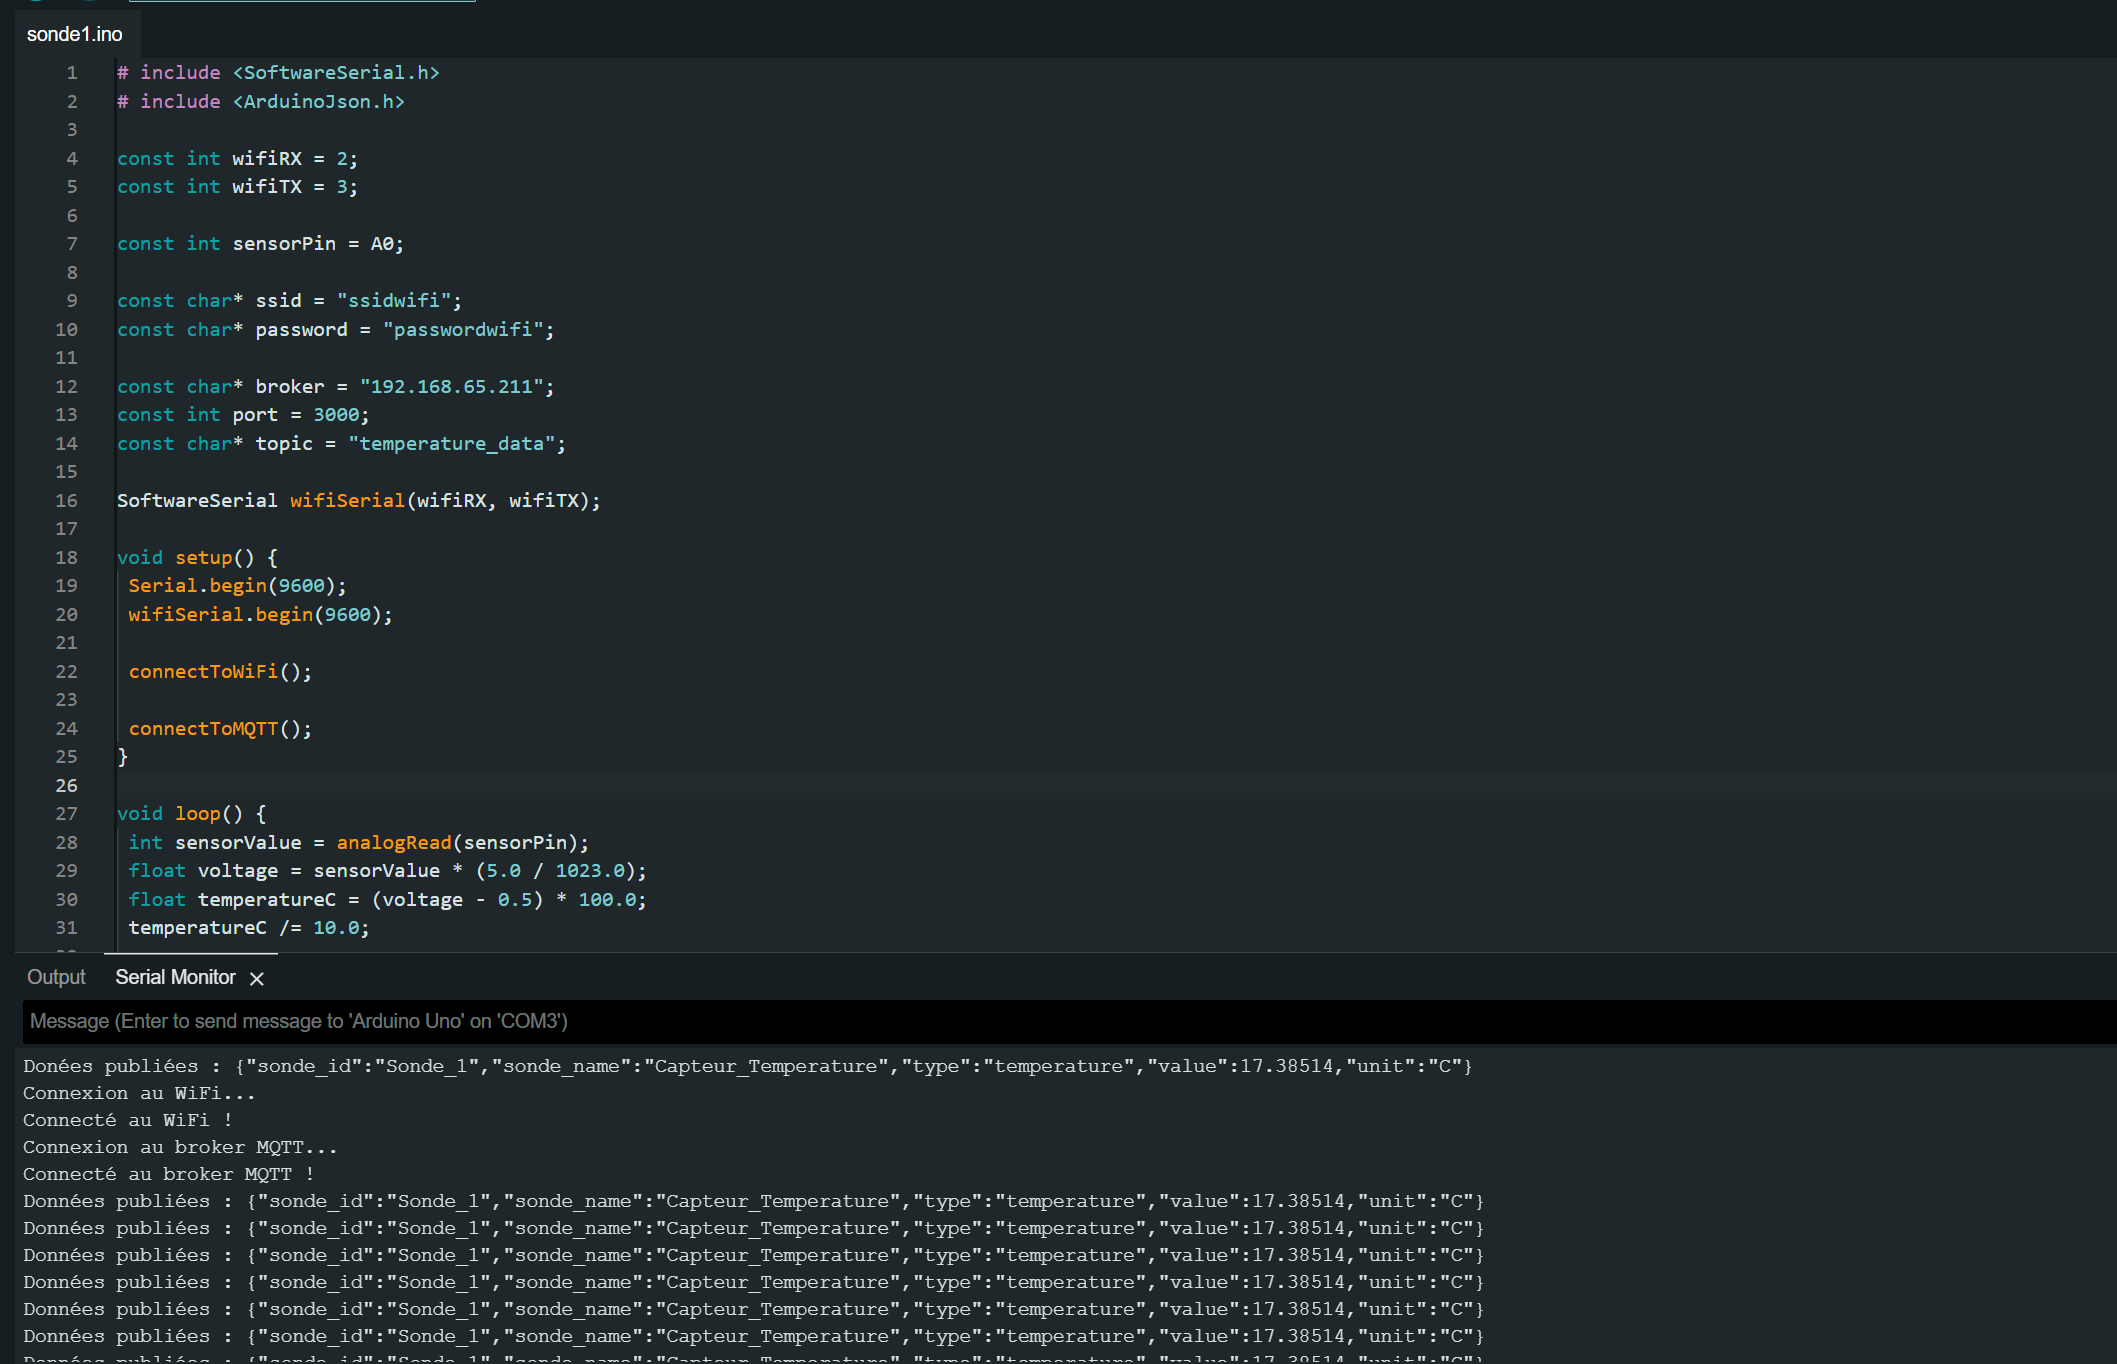 sonde1.ino
1 # include <SoftwareSerial.h>
2 # include <ArduinoJson.h>
3
4 const int wifiRX = 2;
5 const int wifiTX = 3;
6
7 const int sensorPin = A0;
8
9 const char* ssid = "ssidwifi";
10 const char* password = "passwordwifi";
11
12 const char* broker = "192.168.65.211";
13 const int port = 3000;
14 const char* topic = "temperature_data";
15
16 SoftwareSerial wifiSerial(wifiRX, wifiTX);
17
18 void setup() {
19 Serial.begin(9600);
20 wifiSerial.begin(9600);
21
22 connectToWiFi();
23
24 connectToMQTT();
25 }
26
27 void loop() {
28 int sensorValue = analogRead(sensorPin);
29 float voltage = sensorValue * (5.0 / 1023.0);
30 float temperatureC = (voltage - 0.5) * 100.0;
31 temperatureC /= 10.0;
Output Serial Monitor
Message (Enter to send message to 'Arduino Uno' on 'COM3')
Donées publiées : {"sonde_id":"Sonde_1","sonde_name":"Capteur_Temperature","type":"temperature","value":17.38514,"unit":"C"}
Connexion au WiFi...
Connecté au WiFi !
Connexion au broker MQTT...
Connecté au broker MQTT !
Données publiées : {"sonde_id":"Sonde_1","sonde_name":"Capteur_Temperature","type":"temperature","value":17.38514,"unit":"C"}
Données publiées : {"sonde_id":"Sonde_1","sonde_name":"Capteur_Temperature","type":"temperature","value":17.38514,"unit":"C"}
Données publiées : {"sonde_id":"Sonde_1","sonde_name":"Capteur_Temperature","type":"temperature","value":17.38514,"unit":"C"}
Données publiées : {"sonde_id":"Sonde_1","sonde_name":"Capteur_Temperature","type":"temperature","value":17.38514,"unit":"C"}
Données publiées : {"sonde_id":"Sonde_1","sonde_name":"Capteur_Temperature","type":"temperature","value":17.38514,"unit":"C"}
Données publiées : {"sonde_id":"Sonde_1","sonde_name":"Capteur_Temperature","type":"temperature","value":17.38514,"unit":"C"}